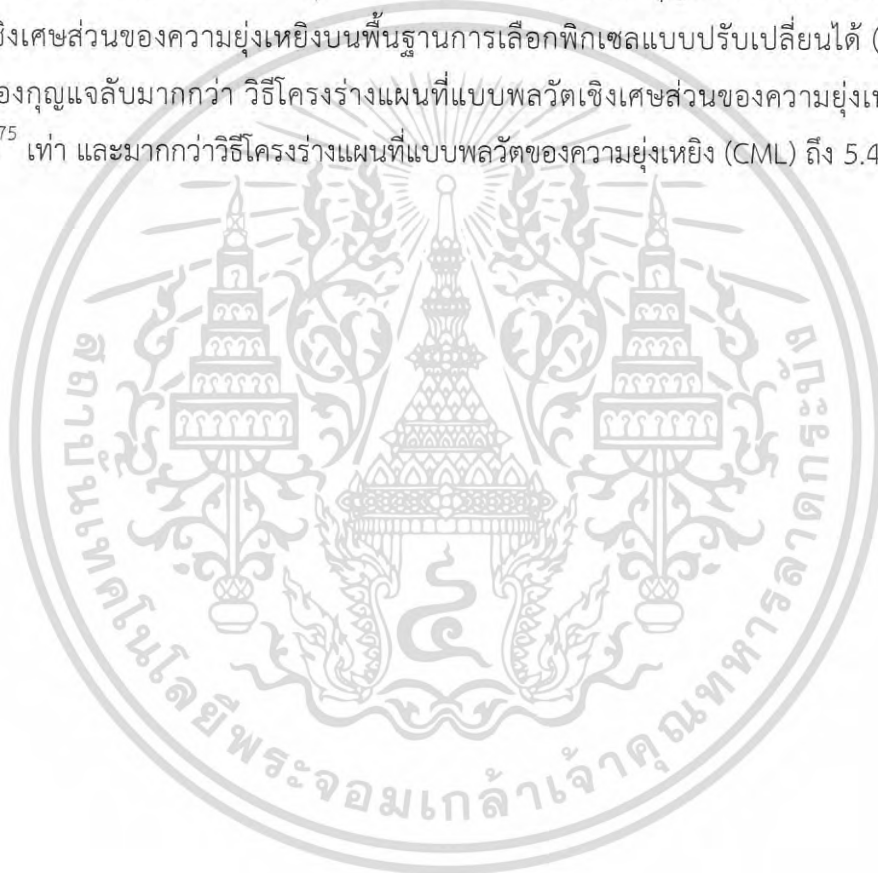 ชิงเศษส่วนของความยุ่งเหยิงบนพื้นฐานการเลือกพิกเซลแบบปรับเปลี่ยนได้ (
องกุญแจลับมากกว่า วิธีโครงร่างแผนที่แบบพลวัตเชิงเศษส่วนของความยุ่งเห
75 เท่า และมากกว่าวิธีโครงร่างแผนที่แบบพลวัตของความยุ่งเหยิง (CML) ถึง 5.4
สถาบันเทคโนโลยีพระจอมเกล้าเจ้าคุณทหารลาดกระบัง
๔